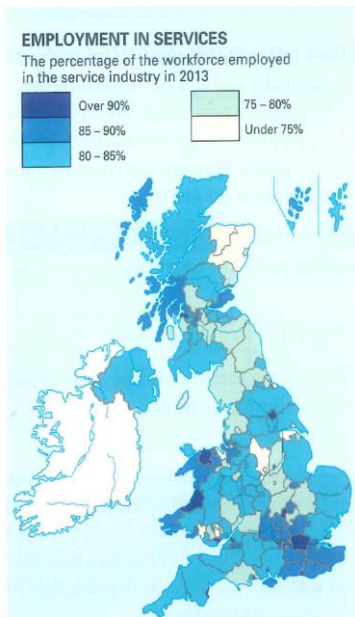 EMPLOYMENT IN SERVICES
The percentage of the workforce employed
in the service industry in 2013
Over 90%
85 – 90%
80 – 85%
75 – 80%
Under 75%